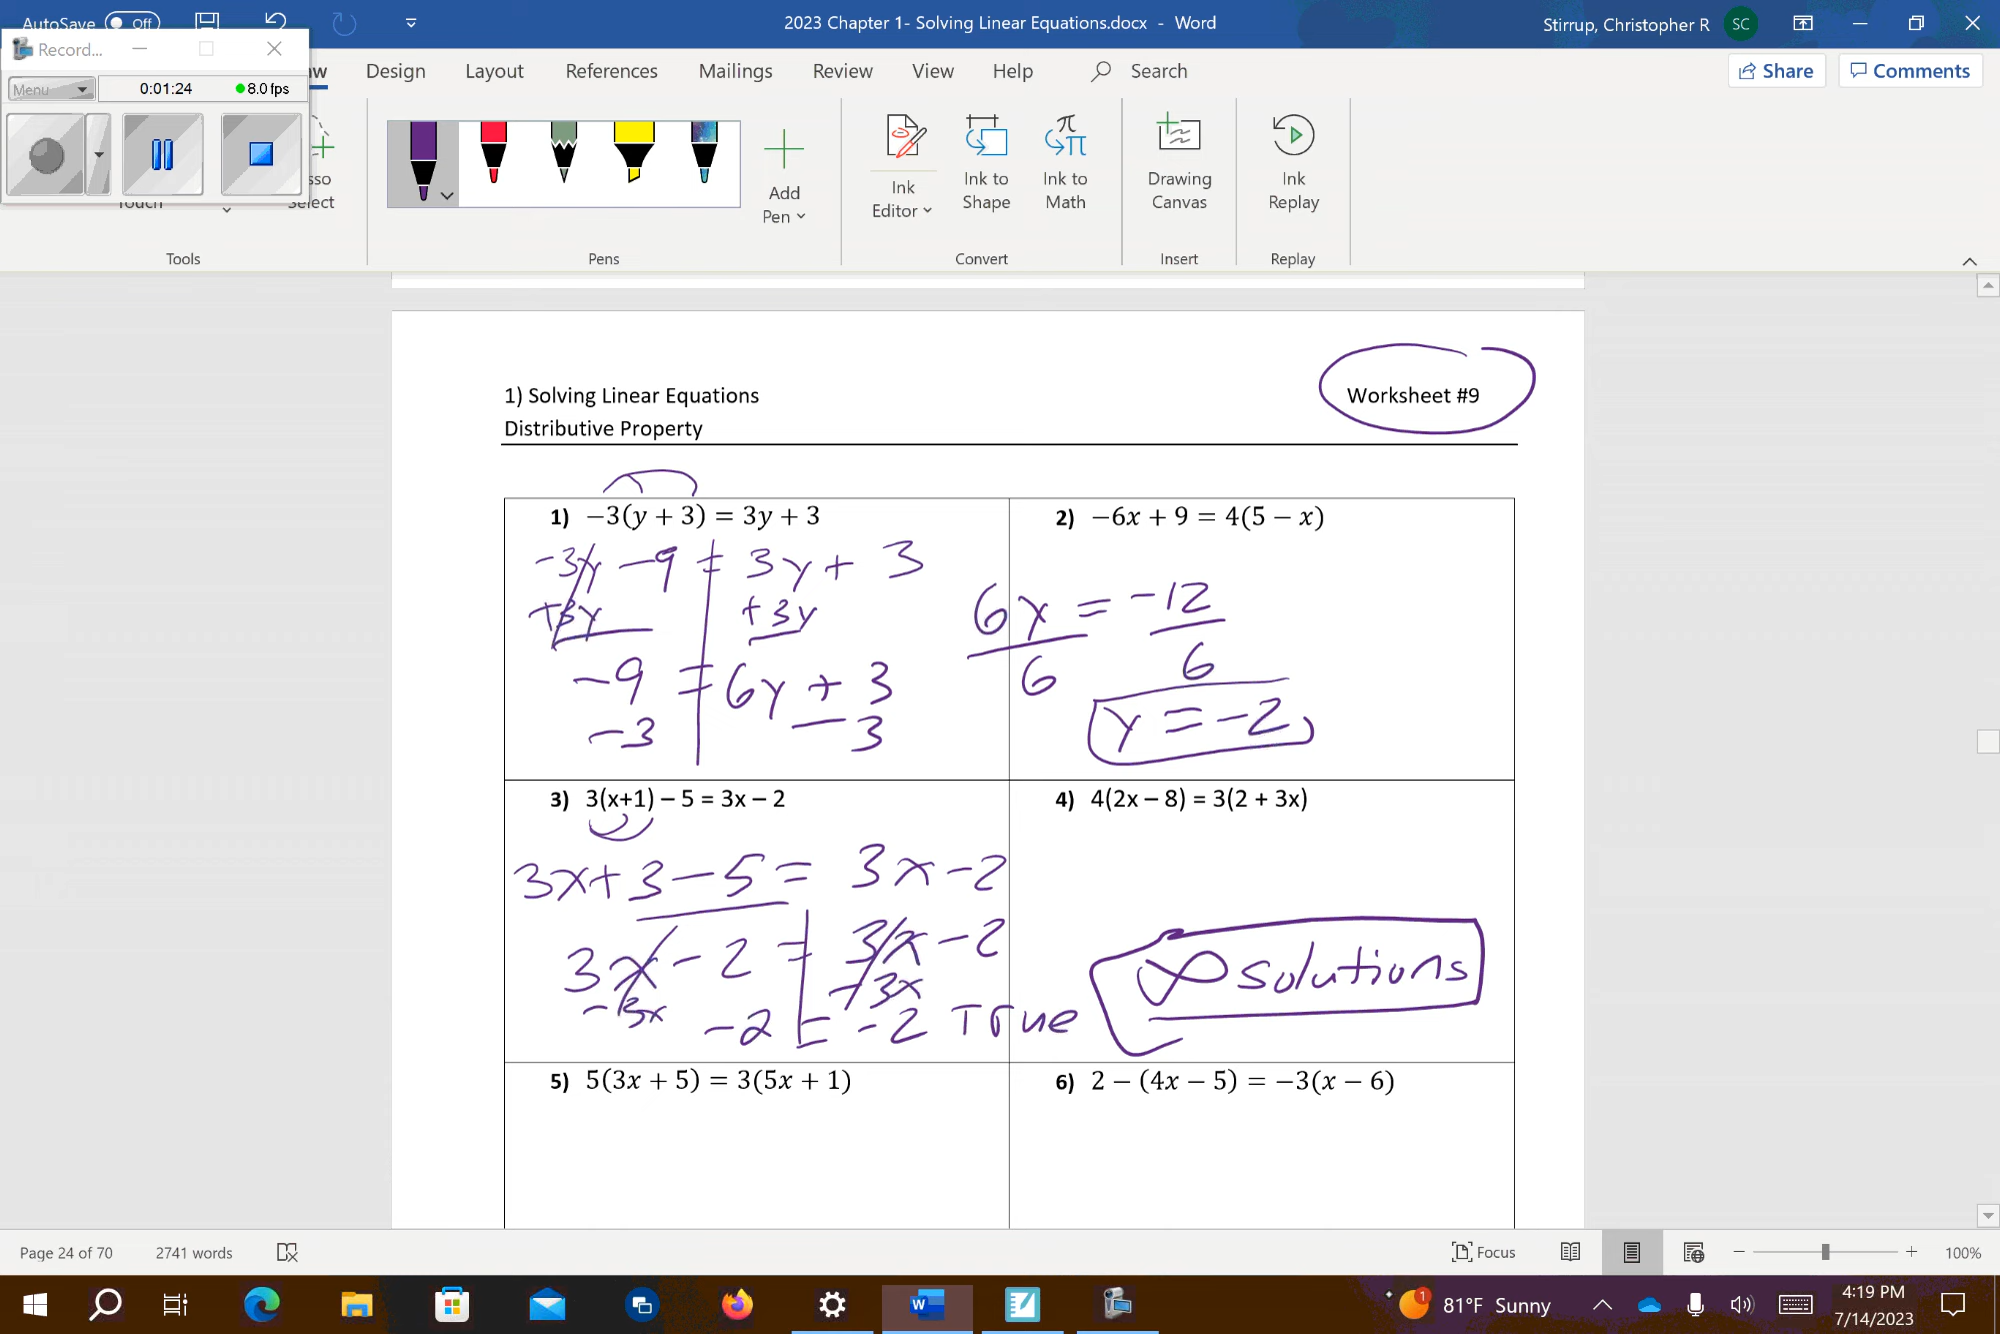 AutoSave Off
2023 Chapter 1- Solving Linear Equations.docx - Word
Stirrup, Christopher R SC
Record...
Menu 0:01:24 8.0 fps
Design Layout References Mailings Review View Help Search
Share Comments
Touch
Select
Add Pen
Ink Editor
Ink to Shape
Ink to Math
Drawing Canvas
Ink Replay
Tools Pens Convert Insert Replay
1) Solving Linear Equations
Worksheet #9
Distributive Property
1) −3(y + 3) = 3y + 3
-3y -9 = 3y + 3
+3y +3y
-9 = 6y + 3
-3 -3
2) −6x + 9 = 4(5 − x)
6y = -12
6 6
y = -2
3) 3(x+1) – 5 = 3x – 2
3x+3-5 = 3x-2
3x-2 = 3x-2
-3x -3x
-2 = -2 True
4) 4(2x – 8) = 3(2 + 3x)
∞ solutions
5) 5(3x + 5) = 3(5x + 1)
6) 2 − (4x − 5) = −3(x − 6)
Page 24 of 70 2741 words
Focus
100%
1 81°F Sunny
4:19 PM
7/14/2023